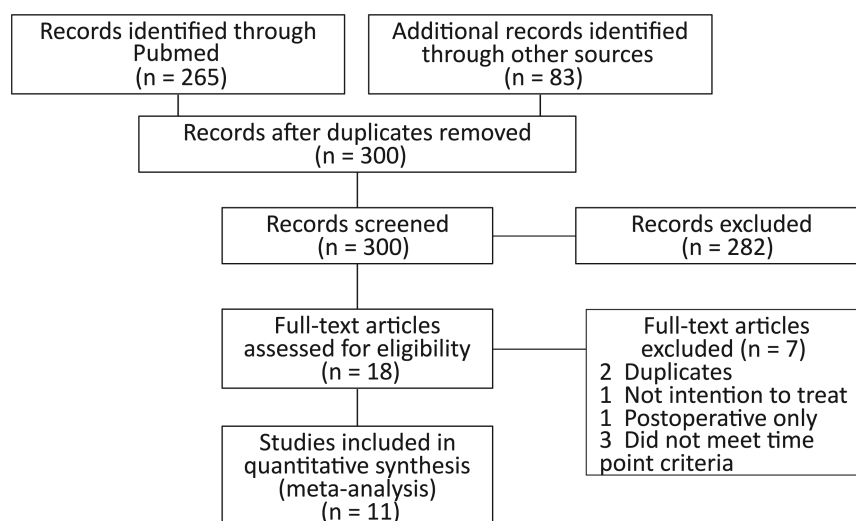 Records identified through
Pubmed
(n = 265)
Additional records identified
through other sources
(n = 83)
Records after duplicates removed
(n = 300)
Records screened
(n = 300)
Records excluded
(n = 282)
Full-text articles
assessed for eligibility
(n = 18)
Full-text articles
excluded (n = 7)
2 Duplicates
1 Not intention to treat
1 Postoperative only
3 Did not meet time
point criteria
Studies included in
quantitative synthesis
(meta-analysis)
(n = 11)